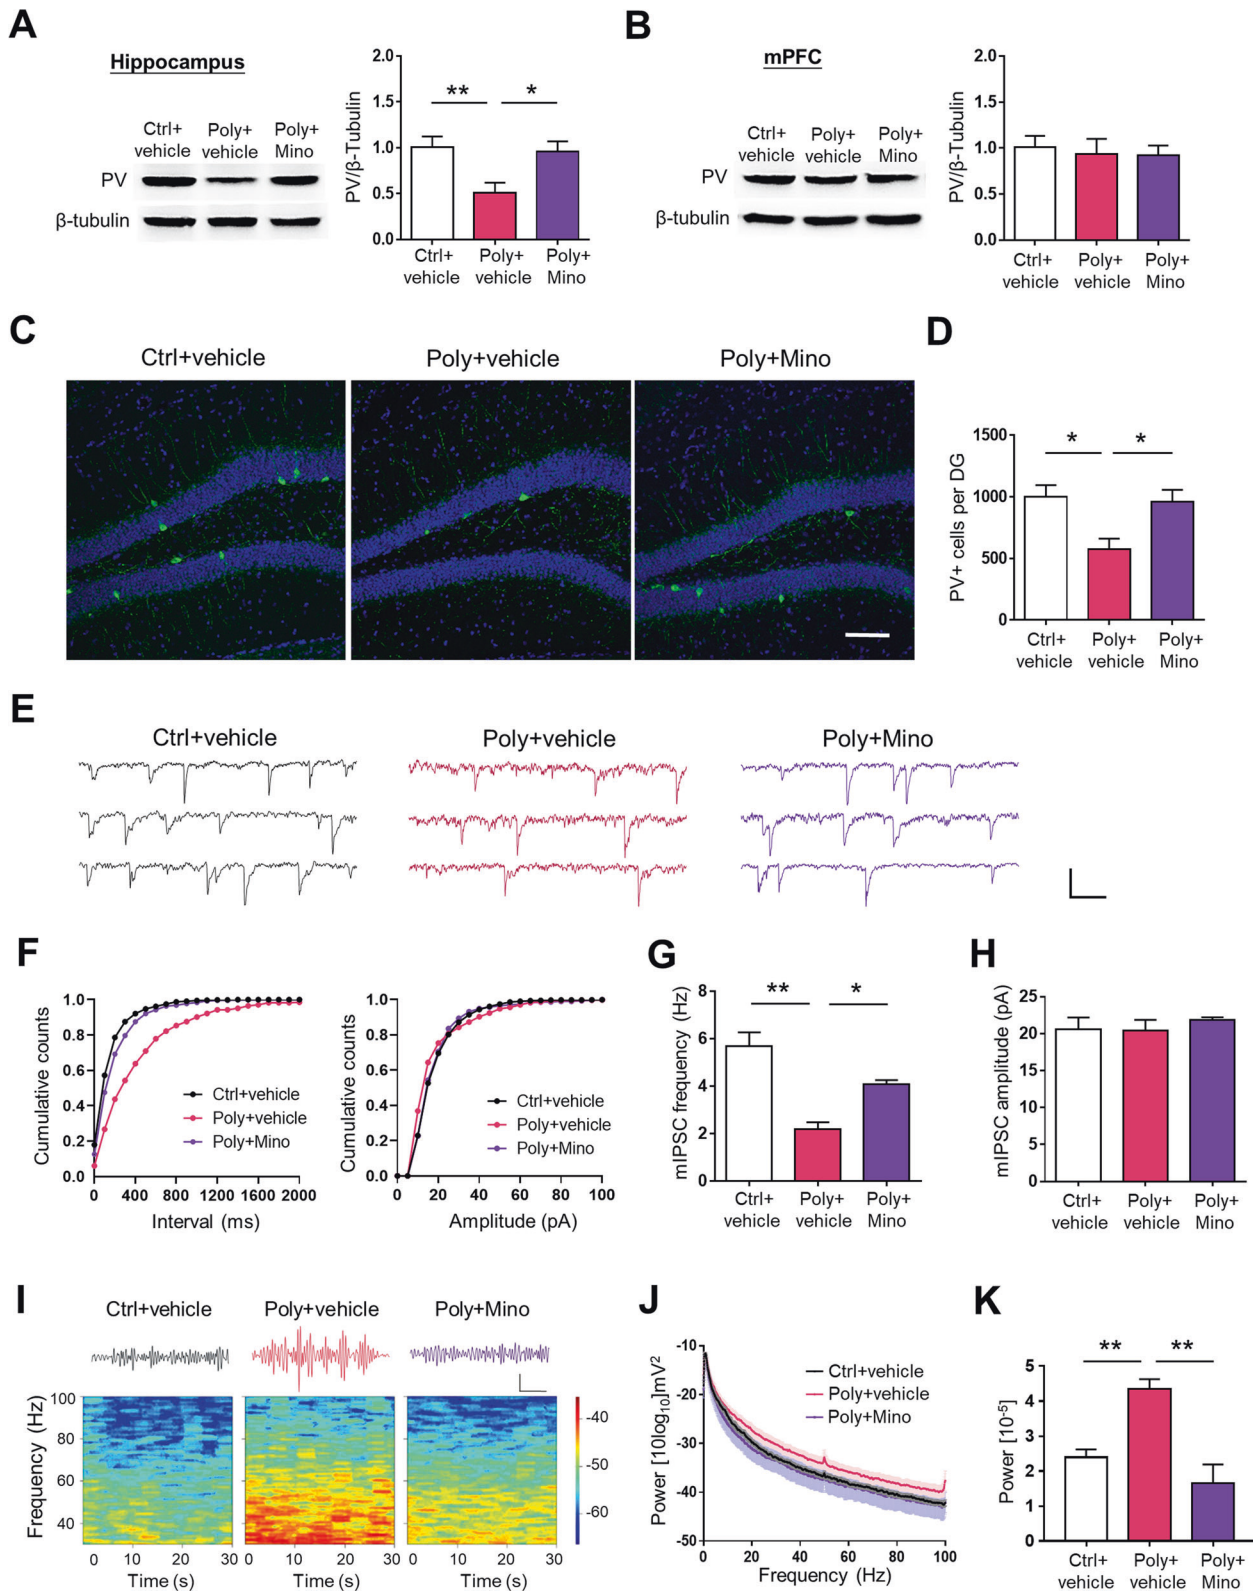 A
Hippocampus
Ctrl+ vehicle
Poly+ vehicle
Poly+ Mino
PV
β-tubulin
PV/β-Tubulin
2.0
1.5
1.0
0.5
0.0
**
*
Ctrl+ vehicle
Poly+ vehicle
Poly+ Mino
B
mPFC
Ctrl+ vehicle
Poly+ vehicle
Poly+ Mino
PV
β-tubulin
PV/β-Tubulin
2.0
1.5
1.0
0.5
0.0
Ctrl+ vehicle
Poly+ vehicle
Poly+ Mino
C
Ctrl+vehicle
Poly+vehicle
Poly+Mino
D
PV+ cells per DG
1500
1000
500
0
*
*
Ctrl+ vehicle
Poly+ vehicle
Poly+ Mino
E
Ctrl+vehicle
Poly+vehicle
Poly+Mino
F
Cumulative counts
1.0
0.8
0.6
0.4
0.2
0.0
Ctrl+vehicle
Poly+vehicle
Poly+Mino
0 400 800 1200 1600 2000
Interval (ms)
Cumulative counts
1.0
0.8
0.6
0.4
0.2
0.0
Ctrl+vehicle
Poly+vehicle
Poly+Mino
0 20 40 60 80 100
Amplitude (pA)
G
mIPSC frequency (Hz)
8
6
4
2
0
**
*
Ctrl+ vehicle
Poly+ vehicle
Poly+ Mino
H
mIPSC amplitude (pA)
25
20
15
10
5
0
Ctrl+ vehicle
Poly+ vehicle
Poly+ Mino
I
Ctrl+vehicle
Poly+vehicle
Poly+Mino
Frequency (Hz)
100
80
60
40
0 10 20 30
0 10 20 30
0 10 20 30
Time (s)
Time (s)
Time (s)
-40
-50
-60
J
Power [10log10]mV2
-10
-20
-30
-40
-50
Ctrl+vehicle
Poly+vehicle
Poly+Mino
0 20 40 60 80 100
Frequency (Hz)
K
Power [10-5]
5
4
3
2
1
0
**
**
Ctrl+ vehicle
Poly+ vehicle
Poly+ Mino